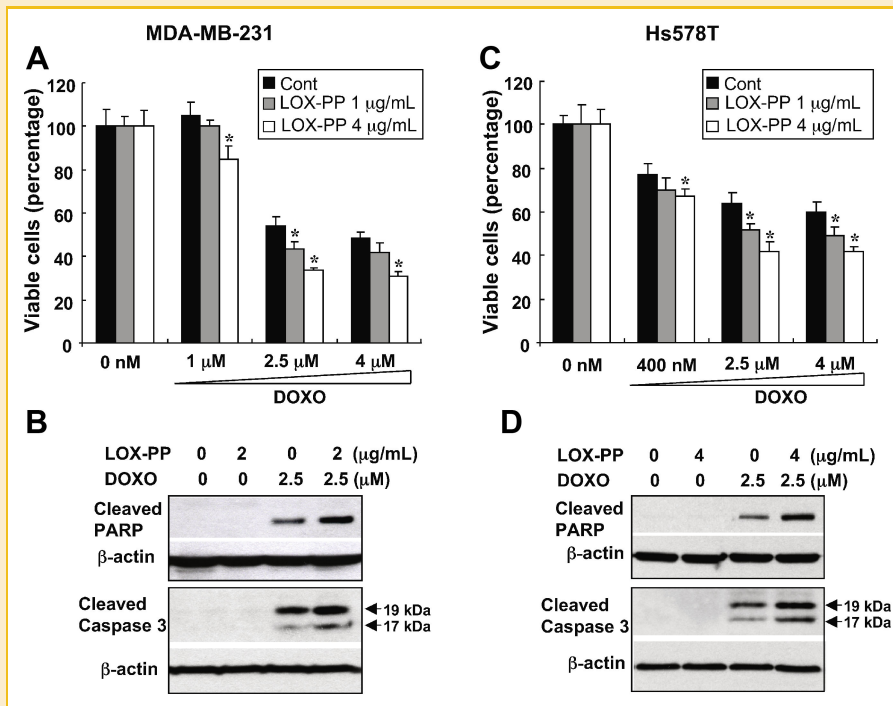 MDA-MB-231
A
120
100
80
60
40
20
0
Viable cells (percentage)
Cont
LOX-PP 1 μg/mL
LOX-PP 4 μg/mL
*
*
*
*
0 nM 1 μM 2.5 μM 4 μM
DOXO
B
LOX-PP 0 2 0 2 (μg/mL)
DOXO 0 0 2.5 2.5 (μM)
Cleaved
PARP
β-actin
Cleaved
Caspase 3
19 kDa
17 kDa
β-actin
Hs578T
C
120
100
80
60
40
20
0
Viable cells (percentage)
Cont
LOX-PP 1 μg/mL
LOX-PP 4 μg/mL
*
*
*
*
*
0 nM 400 nM 2.5 μM 4 μM
DOXO
D
LOX-PP 0 4 0 4 (μg/mL)
DOXO 0 0 2.5 2.5 (μM)
Cleaved
PARP
β-actin
Cleaved
Caspase 3
19 kDa
17 kDa
β-actin